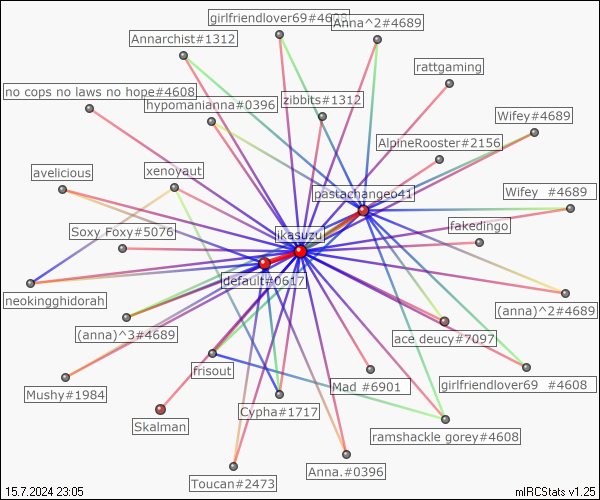 girlfriendlover69#4608
Anna^2#4689
Annarchist#1312
rattgaming
no cops no laws no hope#4608
hypomanianna#0396
zibbits#1312
Wifey#4689
AlpineRooster#2156
avelicious
xenoyaut
pastachangeo41
Wifey #4689
Soxy Foxy#5076
ikasuzu
fakedingo
default#0617
neokingghidorah
(anna)^2#4689
(anna)^3#4689
ace deucy#7097
frisout
Mad #6901
girlfriendlover69 #4608
Mushy#1984
Cypha#1717
Skalman
ramshackle gorey#4608
Anna.#0396
Toucan#2473
15.7.2024 23:05
mIRCStats v1.25